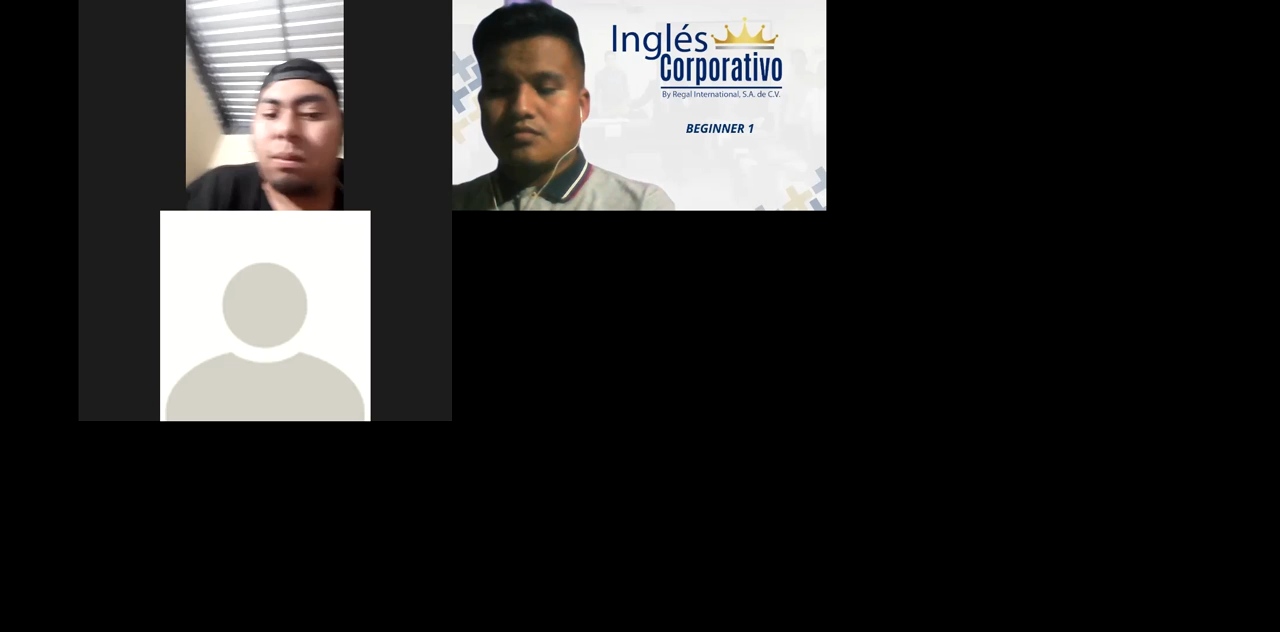 Inglés
Corporativo
By Regal International, S.A. de C.V.
BEGINNER 1